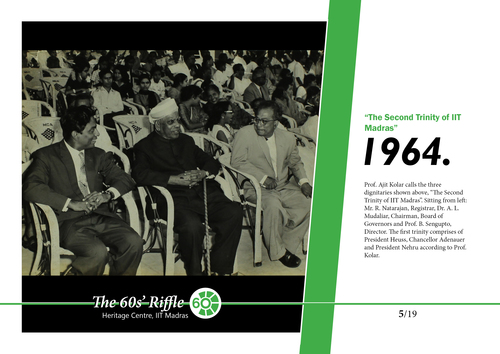 "The Second Trinity of IIT
Madras"
1964.
Prof. Ajit Kolar calls the three
dignitaries shown above, "The Second
Trinity of IIT Madras". Sitting from left:
Mr. R. Natarajan, Registrar, Dr. A. L.
Mudaliar, Chairman, Board of
Governors and Prof. B. Sengupto,
Director. The first trinity comprises of
President Heuss, Chancellor Adenauer
and President Nehru according to Prof.
Kolar.
The 60s' Riffle 60
Heritage Centre, IIT Madras
5/19